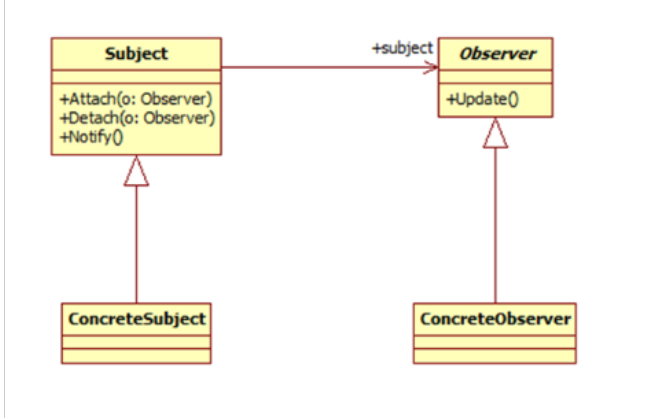 Subject
+Attach(o: Observer)
+Detach(o: Observer)
+Notify()
+subject
Observer
+Update()
ConcreteSubject
ConcreteObserver